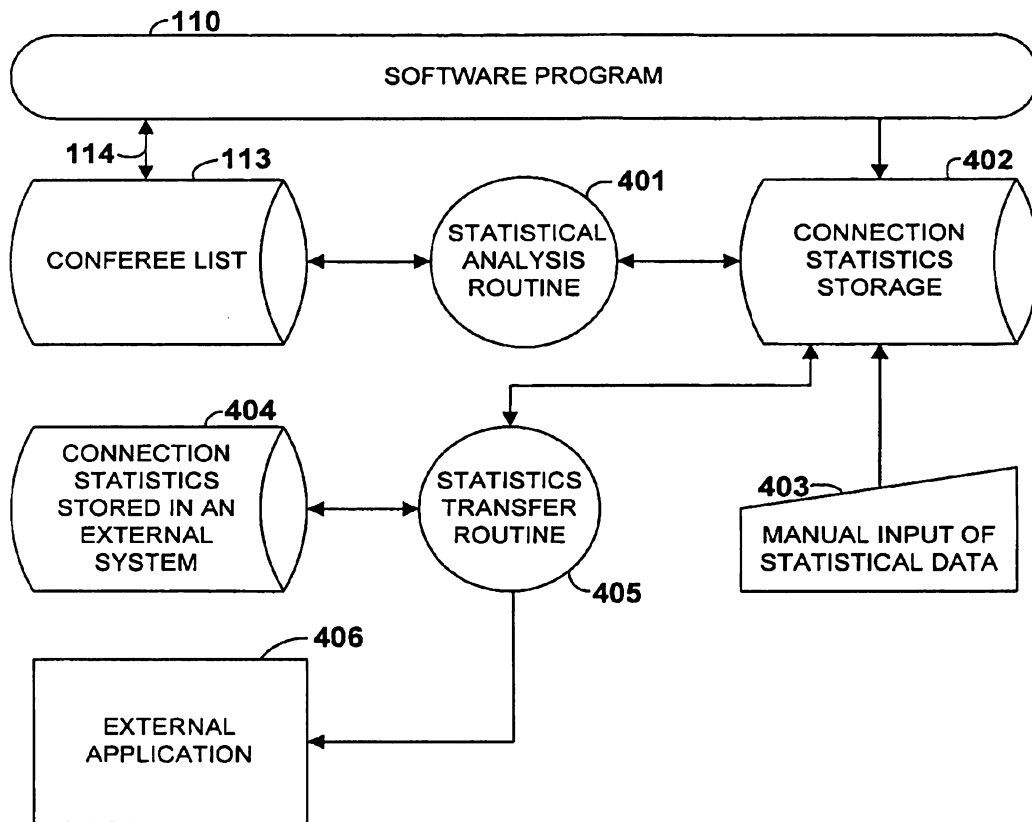 110
SOFTWARE PROGRAM
114
113
CONFEREE LIST
401
STATISTICAL
ANALYSIS
ROUTINE
402
CONNECTION
STATISTICS
STORAGE
404
CONNECTION
STATISTICS
STORED IN AN
EXTERNAL
SYSTEM
STATISTICS
TRANSFER
ROUTINE
405
403
MANUAL INPUT OF
STATISTICAL DATA
406
EXTERNAL
APPLICATION